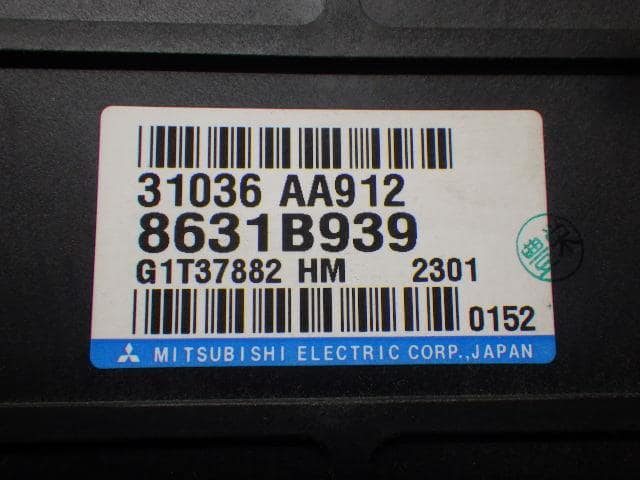 31036 AA912
8631B939
G1T37882 HM 2301
0152
MITSUBISHI ELECTRIC CORP.,JAPAN